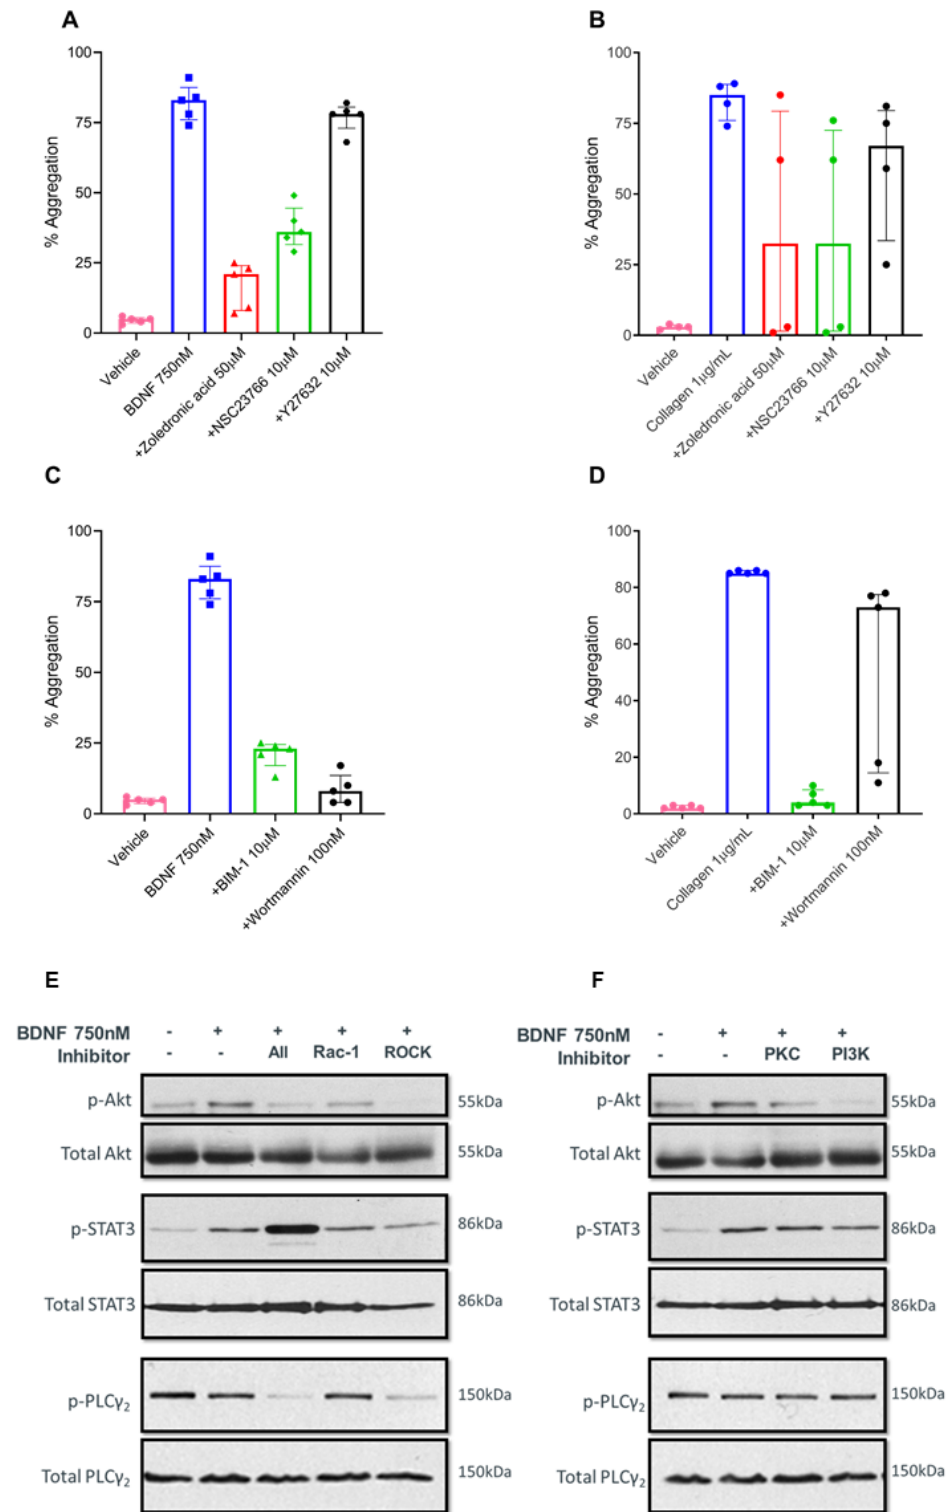 A
100
75
50
25
0
% Aggregation
Vehicle
BDNF 750nM
+Zoledronic acid 50µM
+NSC23766 10µM
+Y27632 10µM
B
100
75
50
25
0
% Aggregation
Vehicle
Collagen 1µg/mL
+Zoledronic acid 50µM
+NSC23766 10µM
+Y27632 10µM
C
100
75
50
25
0
% Aggregation
Vehicle
BDNF 750nM
+BIM-1 10µM
+Wortmannin 100nM
D
100
80
60
40
20
0
% Aggregation
Vehicle
Collagen 1µg/mL
+BIM-1 10µM
+Wortmannin 100nM
E
BDNF 750nM - + + + +
Inhibitor - - All Rac-1 ROCK
p-Akt 55kDa
Total Akt 55kDa
p-STAT3 86kDa
Total STAT3 86kDa
p-PLCγ₂ 150kDa
Total PLCγ₂ 150kDa
F
BDNF 750nM - + + +
Inhibitor - - PKC PI3K
p-Akt 55kDa
Total Akt 55kDa
p-STAT3 86kDa
Total STAT3 86kDa
p-PLCγ₂ 150kDa
Total PLCγ₂ 150kDa